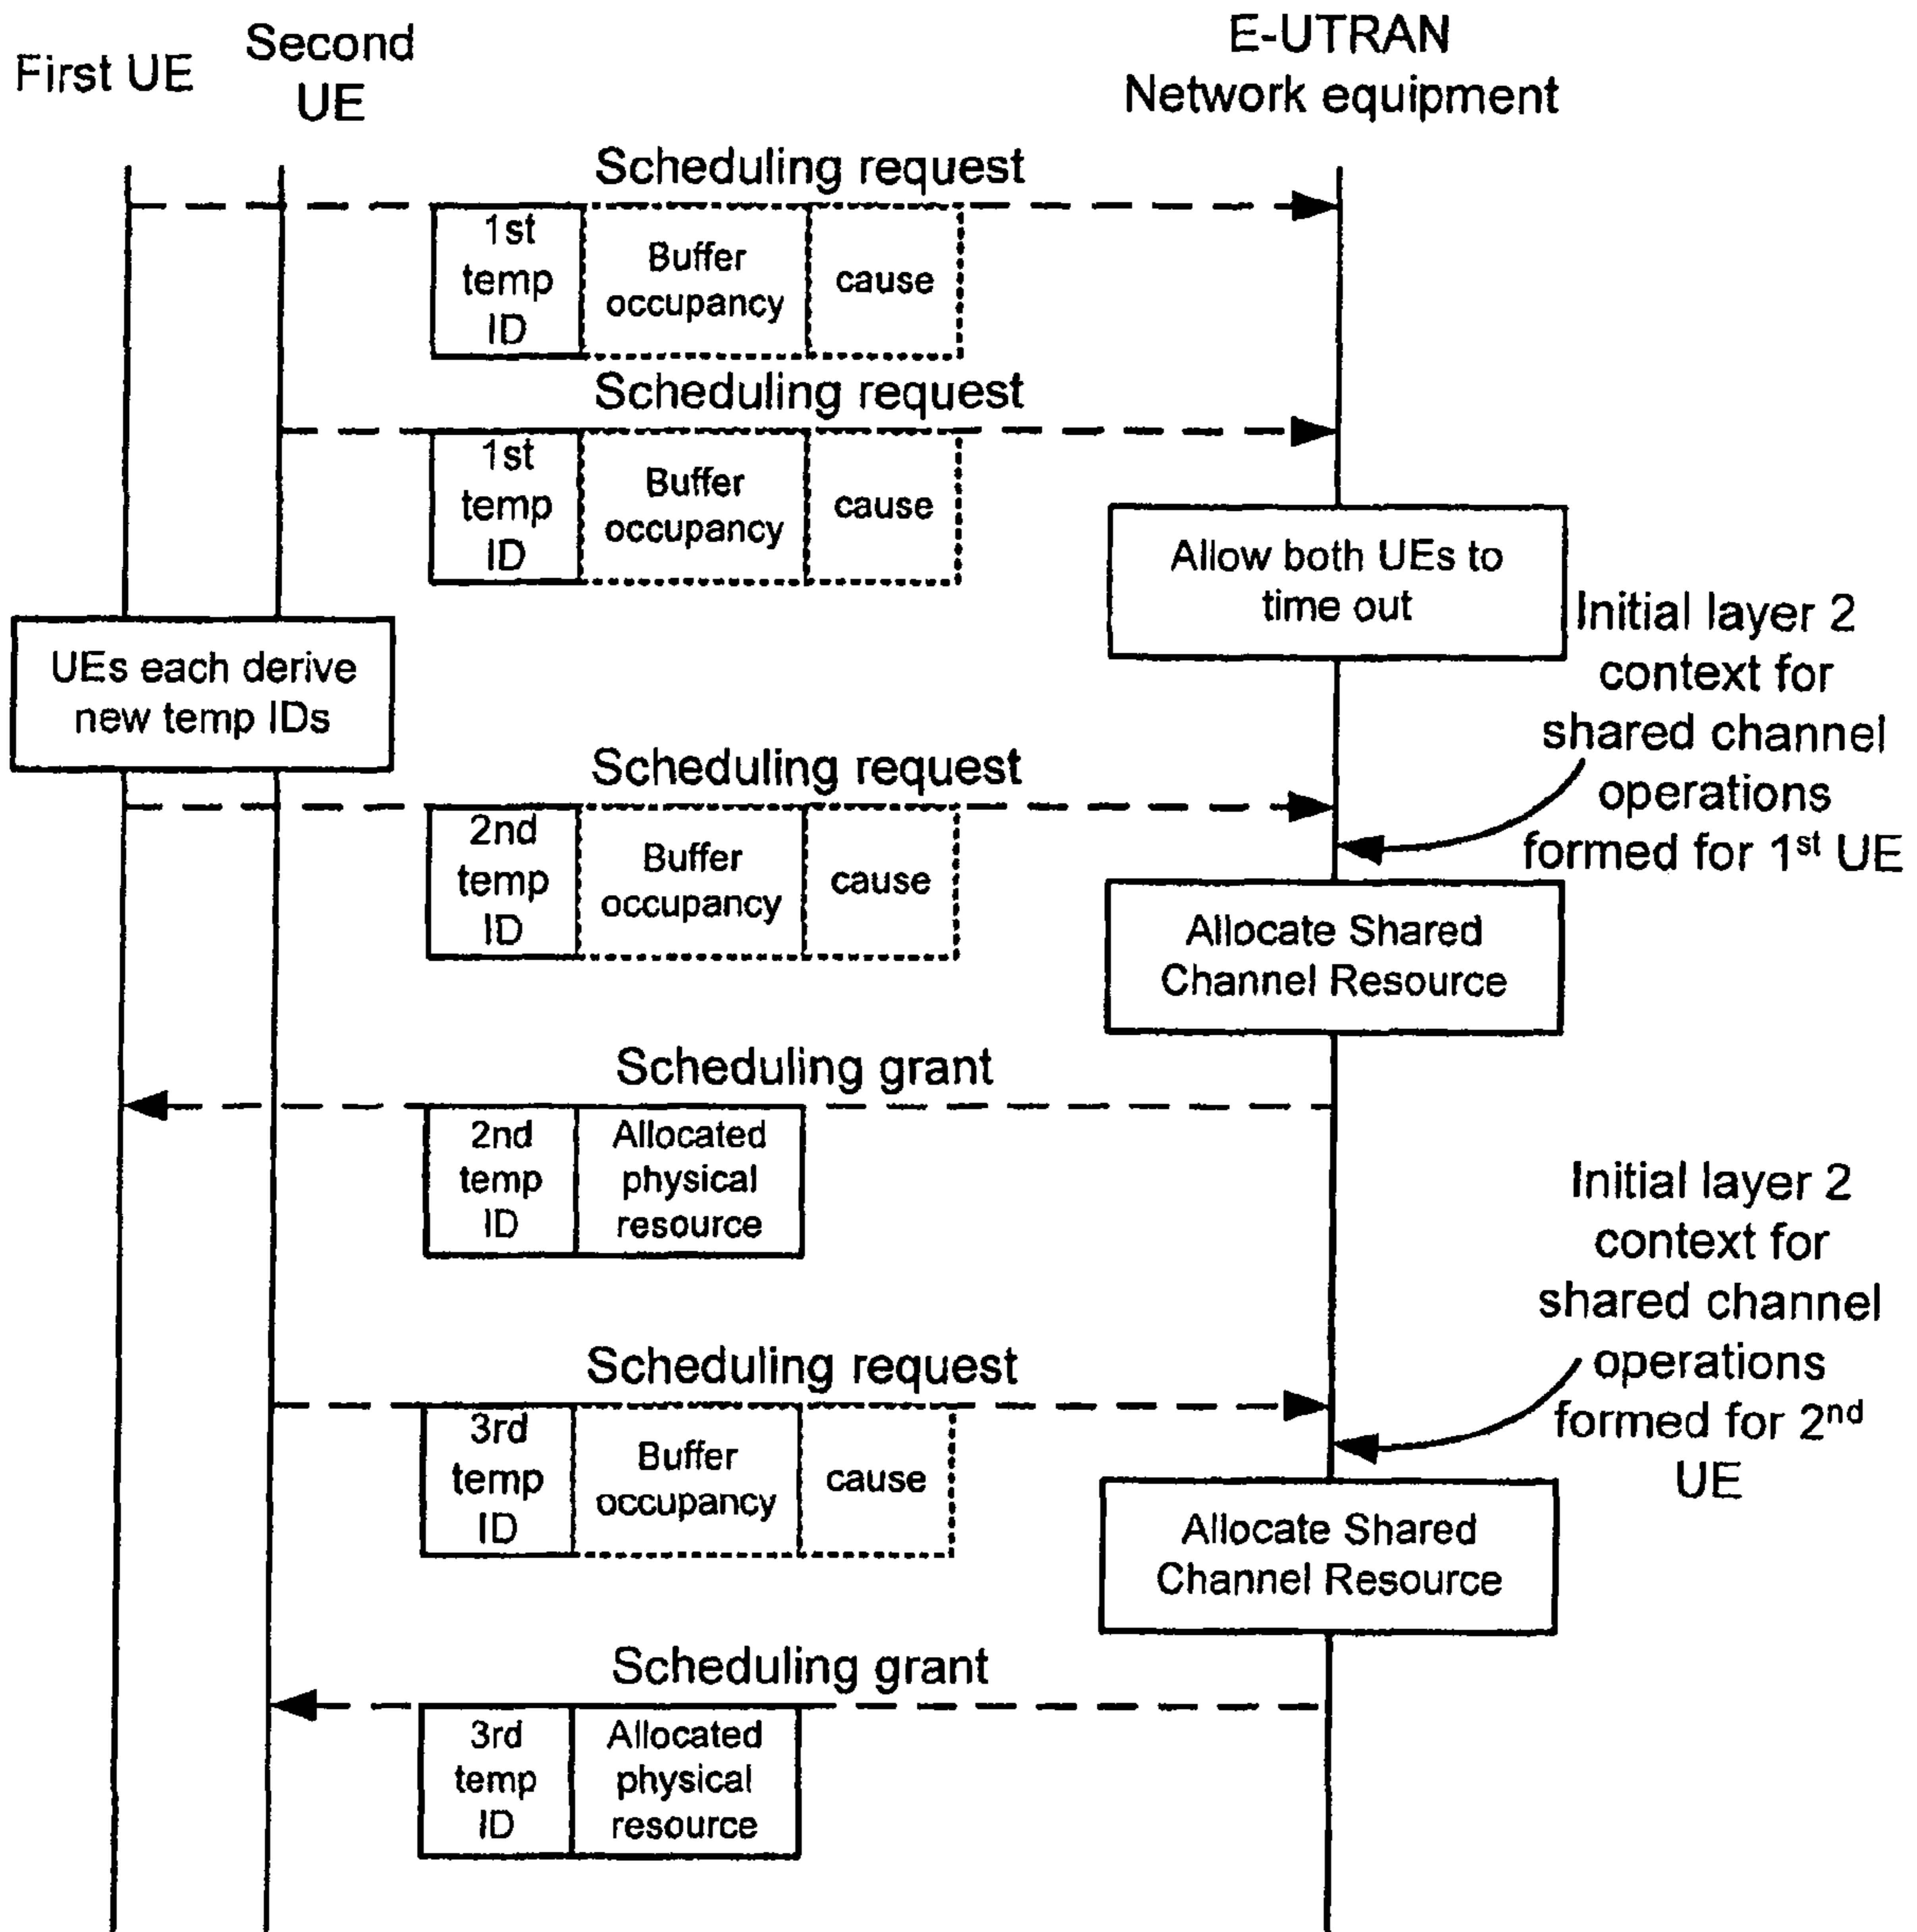 First UE
Second
UE
E-UTRAN
Network equipment
Scheduling request
1st
temp
ID
Buffer
occupancy
cause
Scheduling request
1st
temp
ID
Buffer
occupancy
cause
Allow both UEs to
time out
UEs each derive
new temp IDs
Initial layer 2
context for
shared channel
operations
formed for 1st UE
Scheduling request
2nd
temp
ID
Buffer
occupancy
cause
Allocate Shared
Channel Resource
Scheduling grant
2nd
temp
ID
Allocated
physical
resource
Initial layer 2
context for
shared channel
operations
formed for 2nd
UE
Scheduling request
3rd
temp
ID
Buffer
occupancy
cause
Allocate Shared
Channel Resource
Scheduling grant
3rd
temp
ID
Allocated
physical
resource